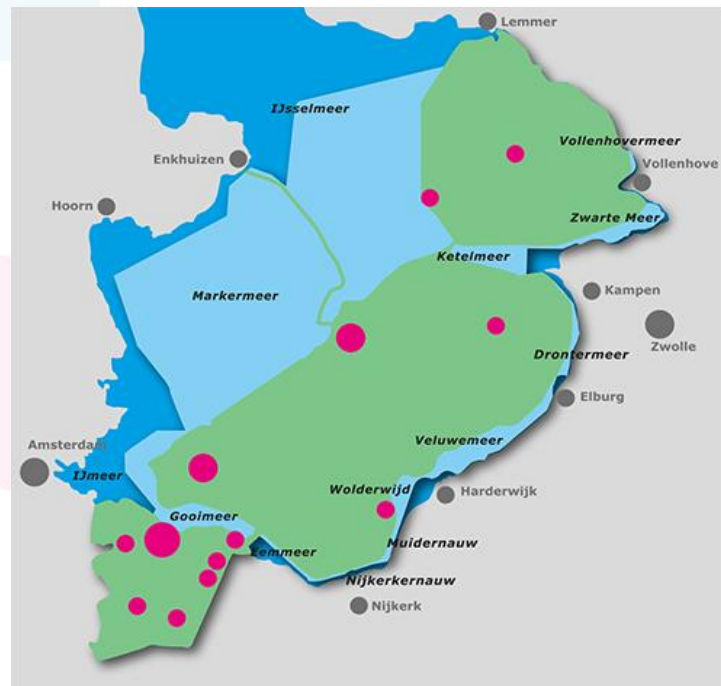 Lemmer
IJsselmeer
Vollenhovermeer
Enkhuizen
Vollenhove
Hoorn
Zwarte Meer
Ketelmeer
Kampen
Markermeer
Zwolle
Drontermeer
Elburg
Amsterdam
Veluwemeer
IJmeer
Wolderwijd
Harderwijk
Gooimeer
Muidernauw
Eemmeer
Nijkerkernauw
Nijkerk